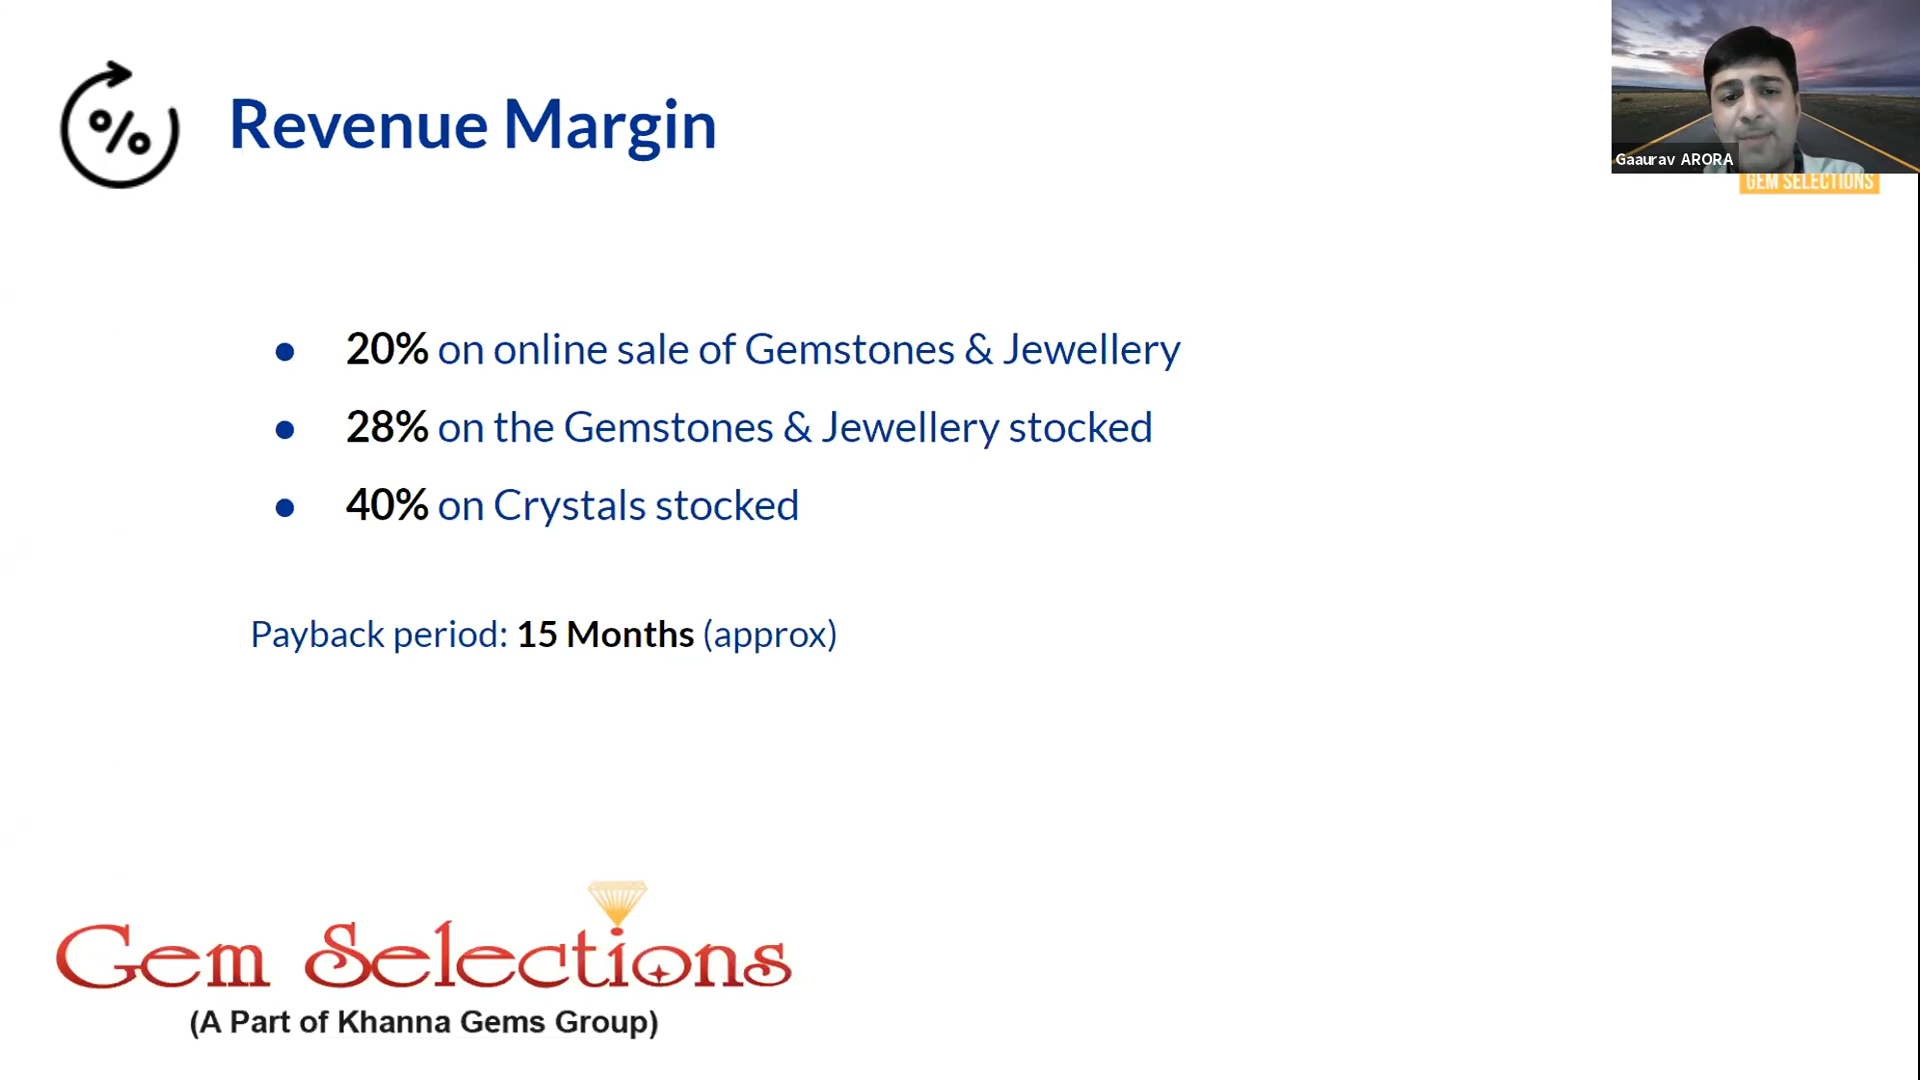 %
Revenue Margin
Gaaurav ARORA
GEM SELECTIONS
● 20% on online sale of Gemstones & Jewellery
● 28% on the Gemstones & Jewellery stocked
● 40% on Crystals stocked
Payback period: 15 Months (approx)
Gem Selections
(A Part of Khanna Gems Group)